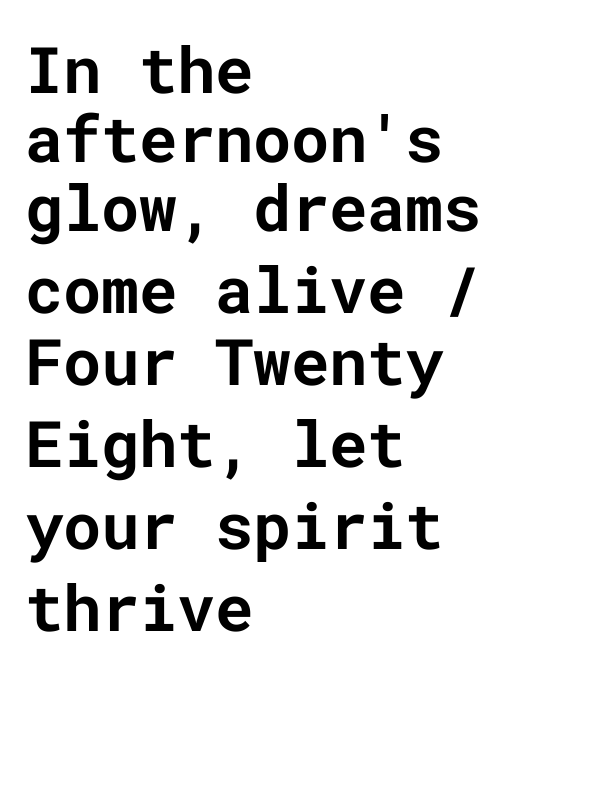 In the
afternoon's
glow, dreams
come alive /
Four Twenty
Eight, let
your spirit
thrive